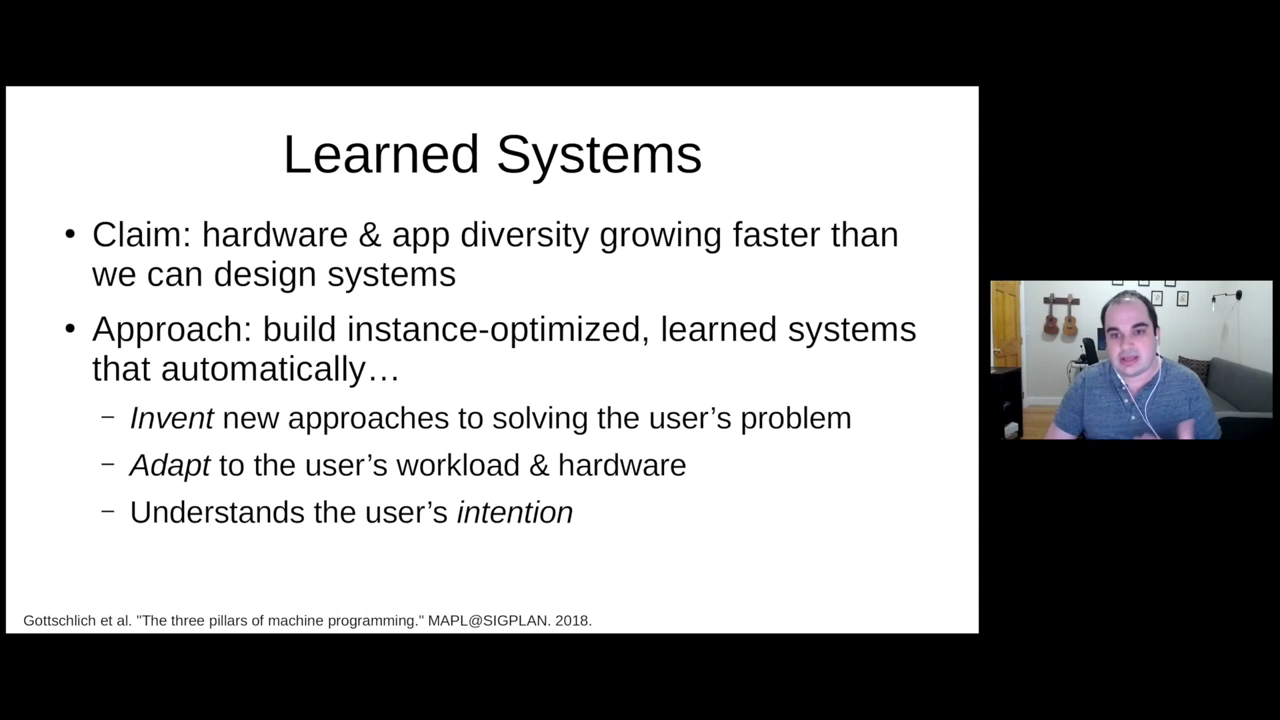 Learned Systems
• Claim: hardware & app diversity growing faster than
we can design systems
• Approach: build instance-optimized, learned systems
that automatically…
– Invent new approaches to solving the user’s problem
– Adapt to the user’s workload & hardware
– Understands the user’s intention
Gottschlich et al. "The three pillars of machine programming." MAPL@SIGPLAN. 2018.